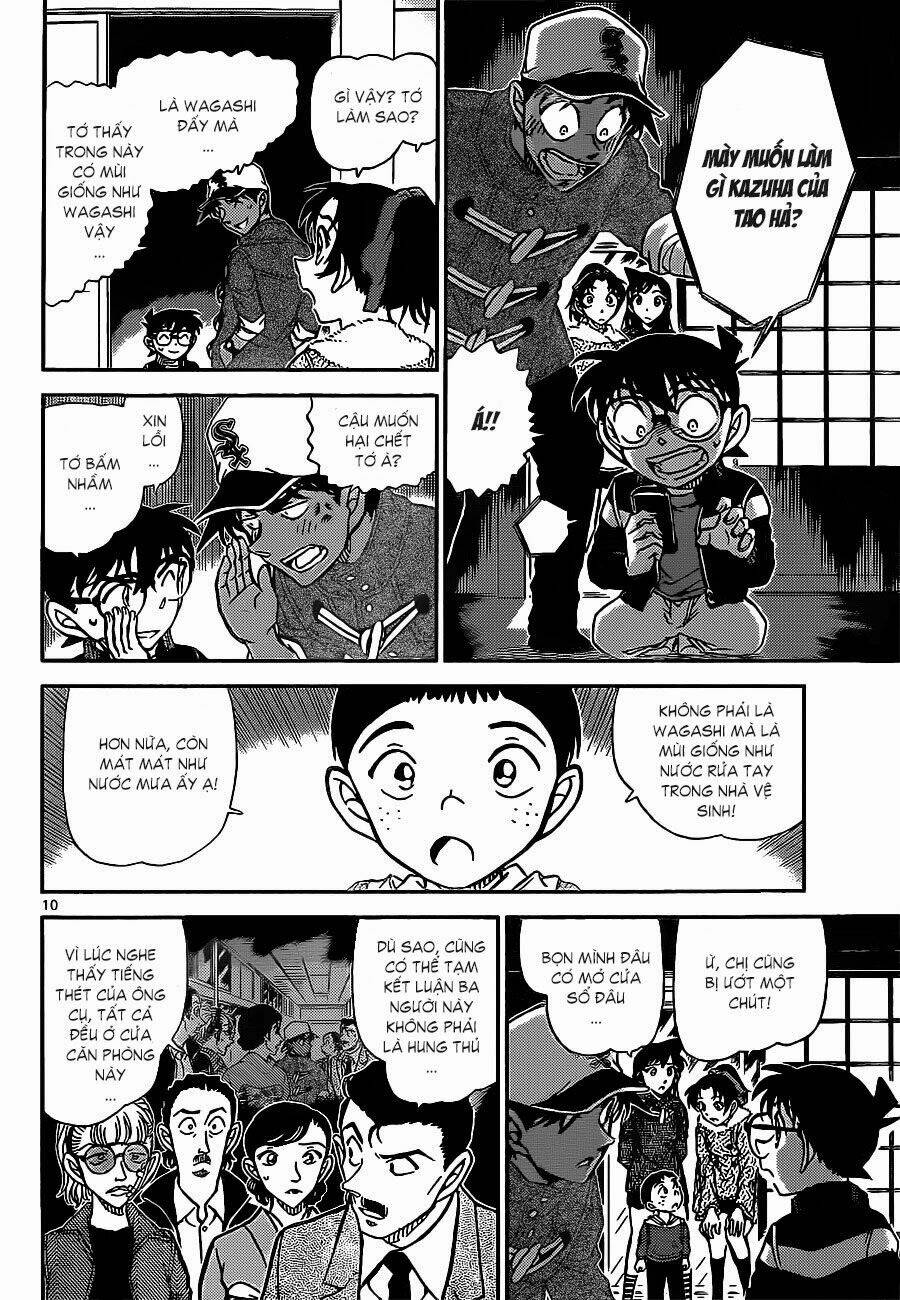 MÀY MUỐN LÀM
GÌ KAZUHA CỦA
TAO HẢ?
Á!!
GÌ VẬY? TỚ
LÀM SAO?
LÀ WAGASHI
ĐẤY MÀ
...
TỚ THẤY
TRONG NÀY
CÓ MÙI
GIỐNG NHƯ
WAGASHI
VẬY
...
CẬU MUỐN
HẠI CHẾT
TỚ À?
XIN
LỖI
...
TỚ BẤM
NHẦM
...
KHÔNG PHẢI LÀ
WAGASHI MÀ LÀ
MÙI GIỐNG NHƯ
NƯỚC RỬA TAY
TRONG NHÀ VỆ
SINH!
HƠN NỮA, CÒN
MÁT MÁT NHƯ
NƯỚC MƯA ẤY Ạ!
10
Ừ, CHỊ CŨNG
BỊ ƯỚT MỘT
CHÚT!
BỌN MÌNH ĐÂU
CÓ MỞ CỬA
SỔ ĐÂU
...
DÙ SAO, CŨNG
CÓ THỂ TẠM
KẾT LUẬN BA
NGƯỜI NÀY
KHÔNG PHẢI
LÀ HUNG THỦ
...
VÌ LÚC NGHE
THẤY TIẾNG
THÉT CỦA ÔNG
CỤ, TẤT CẢ
ĐỀU Ở CỬA
CĂN PHÒNG
NÀY
...